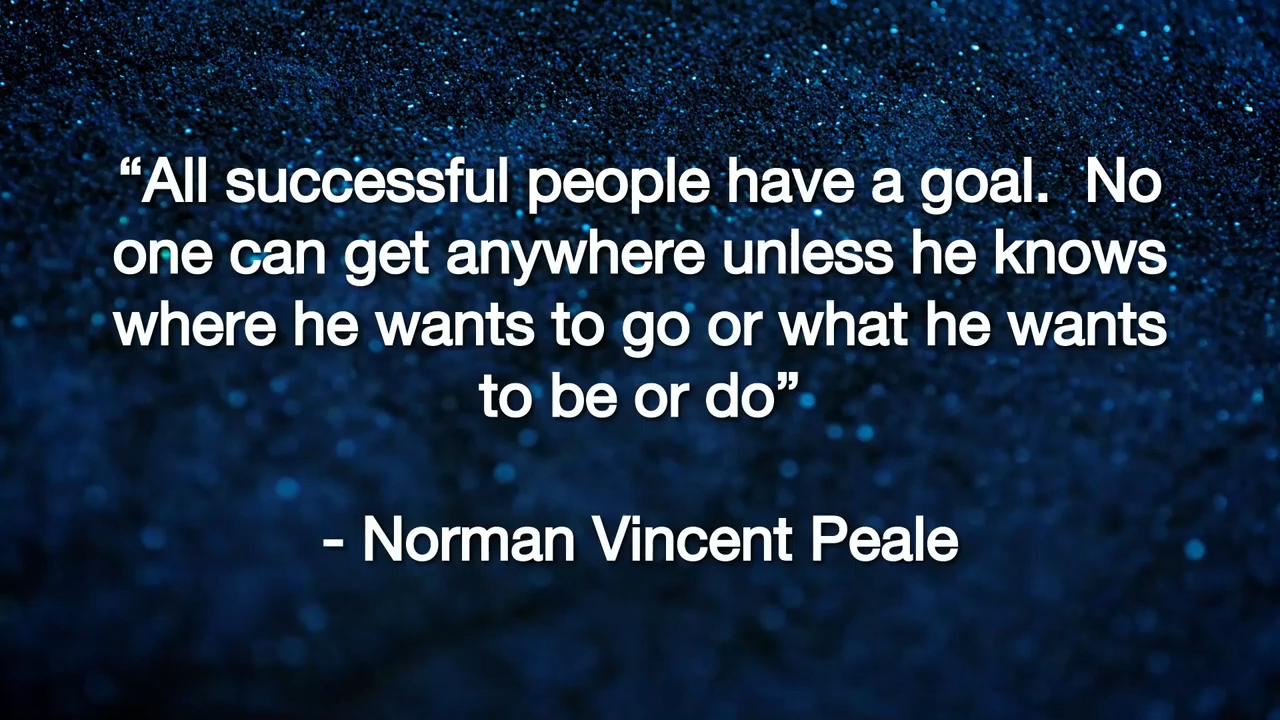 “All successful people have a goal.  No
one can get anywhere unless he knows
where he wants to go or what he wants
to be or do”
- Norman Vincent Peale